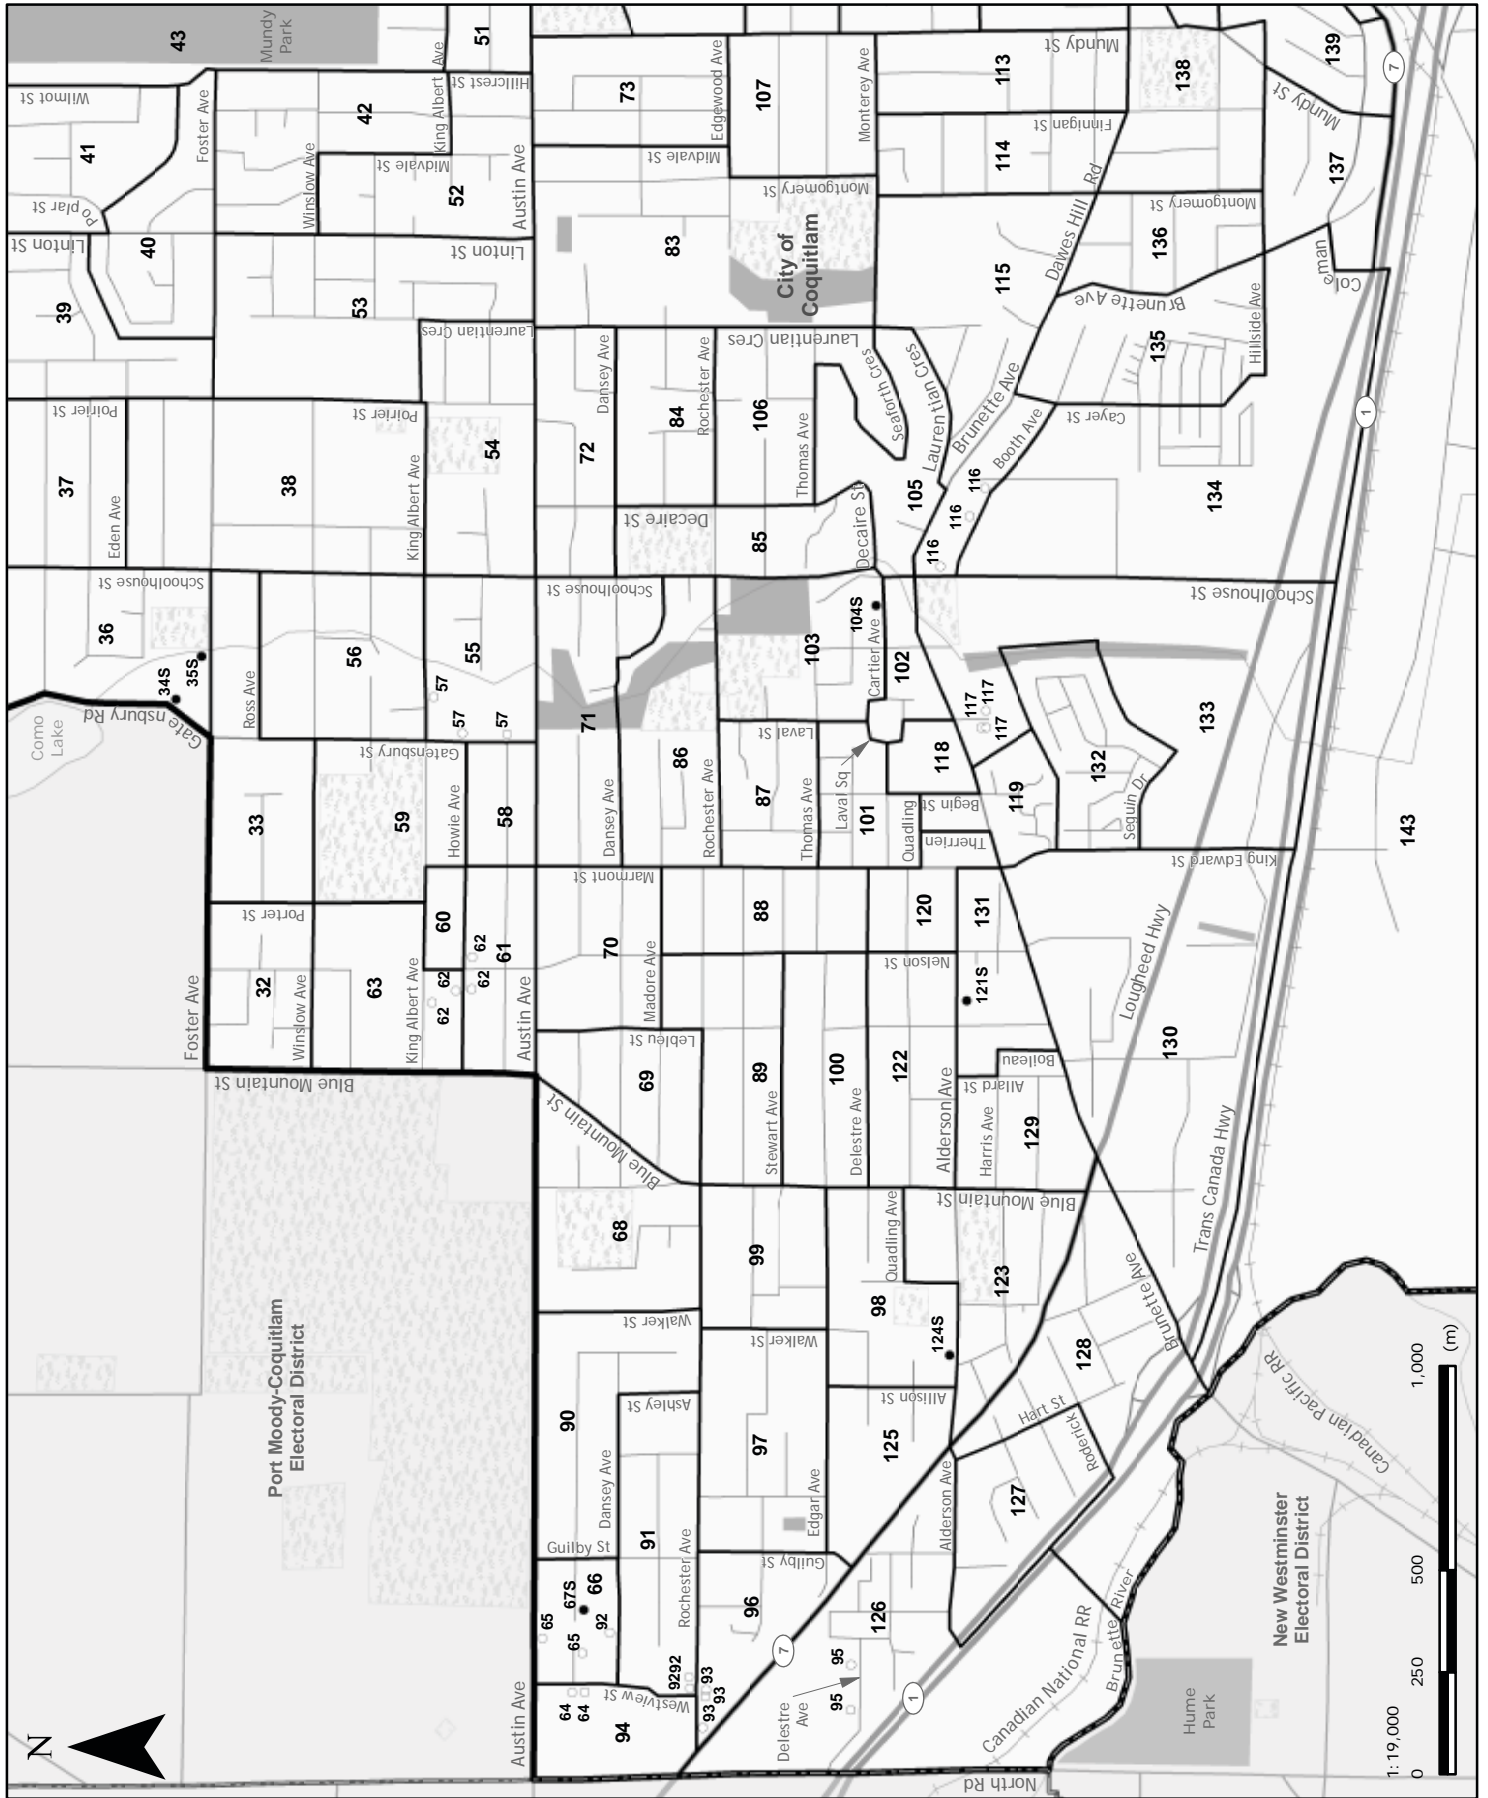 43
Mundy
Park
51
Wilmot St
41
Foster Ave
42
King Albert Ave
Hillcrest St
73
Edgewood Ave
107
Monterey Ave
113
Mundy St
138
139
7
Mundy St
Finnigan St
114
137
Poplar St
Winslow Ave
Midvale St
52
Austin Ave
Midvale St
Montgomery St
Dawes Hill Rd
Montgomery St
136
Linton St
40
39
53
Linton St
83
City of
Coquitlam
115
Brunette Ave
Coleman
Laurentian Cres
Dansey Ave
Rochester Ave
Laurentian Cres
Seaforth Cres
Laurentian Cres
Brunette Ave
135
Hillside Ave
1
Poirier St
37
Eden Ave
Poirier St
38
King Albert Ave
54
72
84
106
Thomas Ave
105
Booth Ave
Cayer St
134
116
116
116
Decaire St
85
Decaire St
Schoolhouse St
36
34S
35S
Gatensbury Rd
Como
Lake
Ross Ave
56
55
57
57
57
Schoolhouse St
71
103
104S
Cartier Ave
102
Schoolhouse St
117
117
117
133
132
Seguin Dr
33
Gatensbury St
59
Howie Ave
58
Dansey Ave
86
Rochester Ave
Laval St
87
Thomas Ave
Laval Sq
101
118
Quadling
Begin St
119
Therrien
King Edward St
143
Foster Ave
Porter St
32
Winslow Ave
63
King Albert Ave
60
62
61
62
62
62
Austin Ave
Marmont St
70
Madore Ave
88
120
131
Nelson St
121S
Lougheed Hwy
130
Blue Mountain St
Lebleu St
69
Blue Mountain St
89
Stewart Ave
100
Delestre Ave
122
Alderson Ave
Boileau
Allard St
Harris Ave
129
Trans Canada Hwy
Port Moody-Coquitlam
Electoral District
68
99
Quadling Ave
Blue Mountain St
98
123
124S
Walker St
Walker St
128
Brunette Ave
90
Ashley St
97
Allison St
125
Hart St
Roderick
Dansey Ave
Guilby St
91
Rochester Ave
Edgar Ave
Guilby St
Alderson Ave
127
66
67S
65
65
92
96
126
9292
93
93
93
Westview St
64
64
94
Austin Ave
7
95
95
Delestre
Ave
1
Canadian National RR
Brunette River
North Rd
Hume
Park
New Westminster
Electoral District
Canadian Pacific RR
N
1: 19,000
0
250
500
1,000
(m)